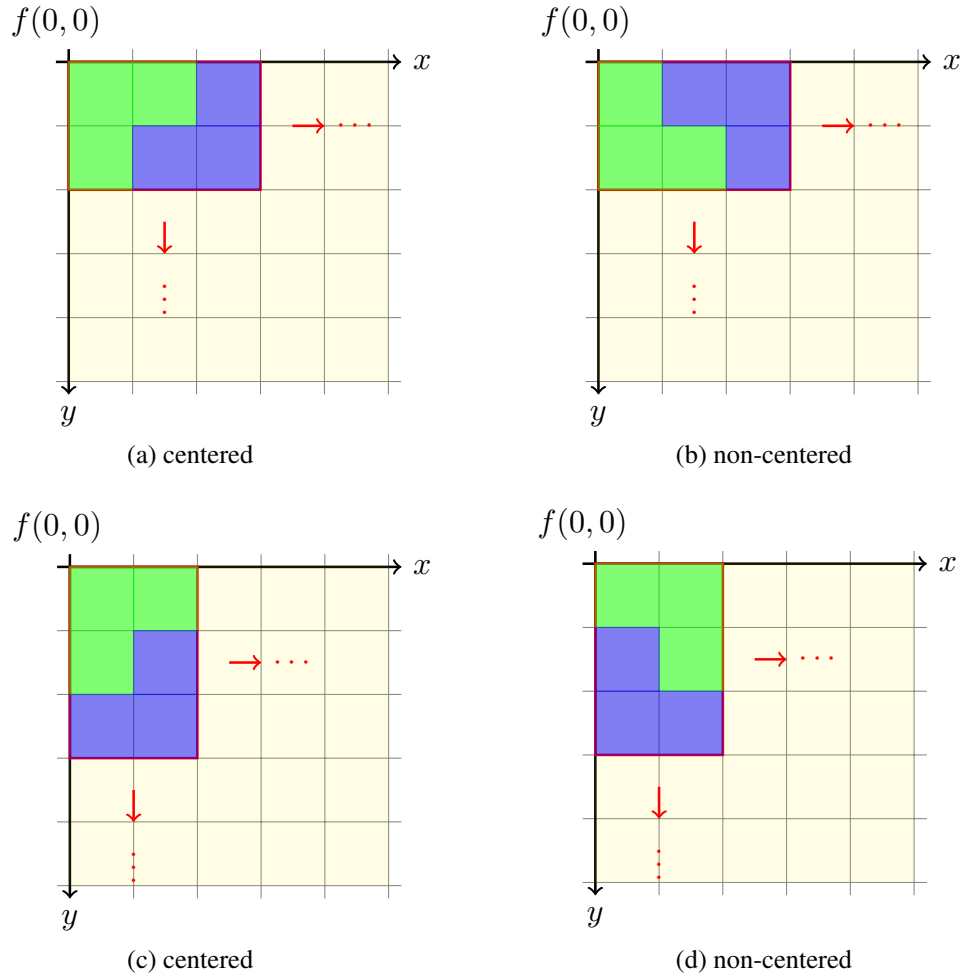 f(0, 0)
x
···
⋮
y
(a) centered
f(0, 0)
x
···
⋮
y
(b) non-centered
f(0, 0)
x
···
⋮
y
(c) centered
f(0, 0)
x
···
⋮
y
(d) non-centered